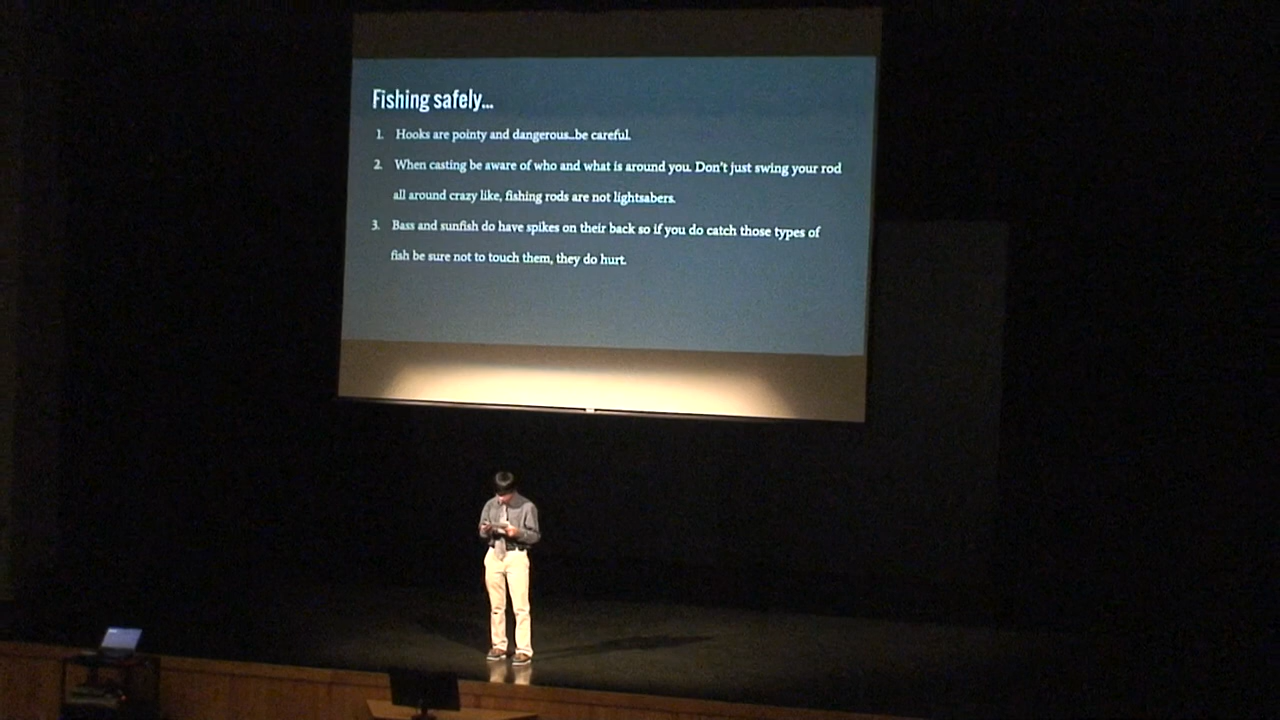 Fishing safely...
1. Hooks are pointy and dangerous...be careful.
2. When casting be aware of who and what is around you. Don't just swing your rod
all around crazy like, fishing rods are not lightsabers.
3. Bass and sunfish do have spikes on their back so if you do catch those types of
fish be sure not to touch them, they do hurt.